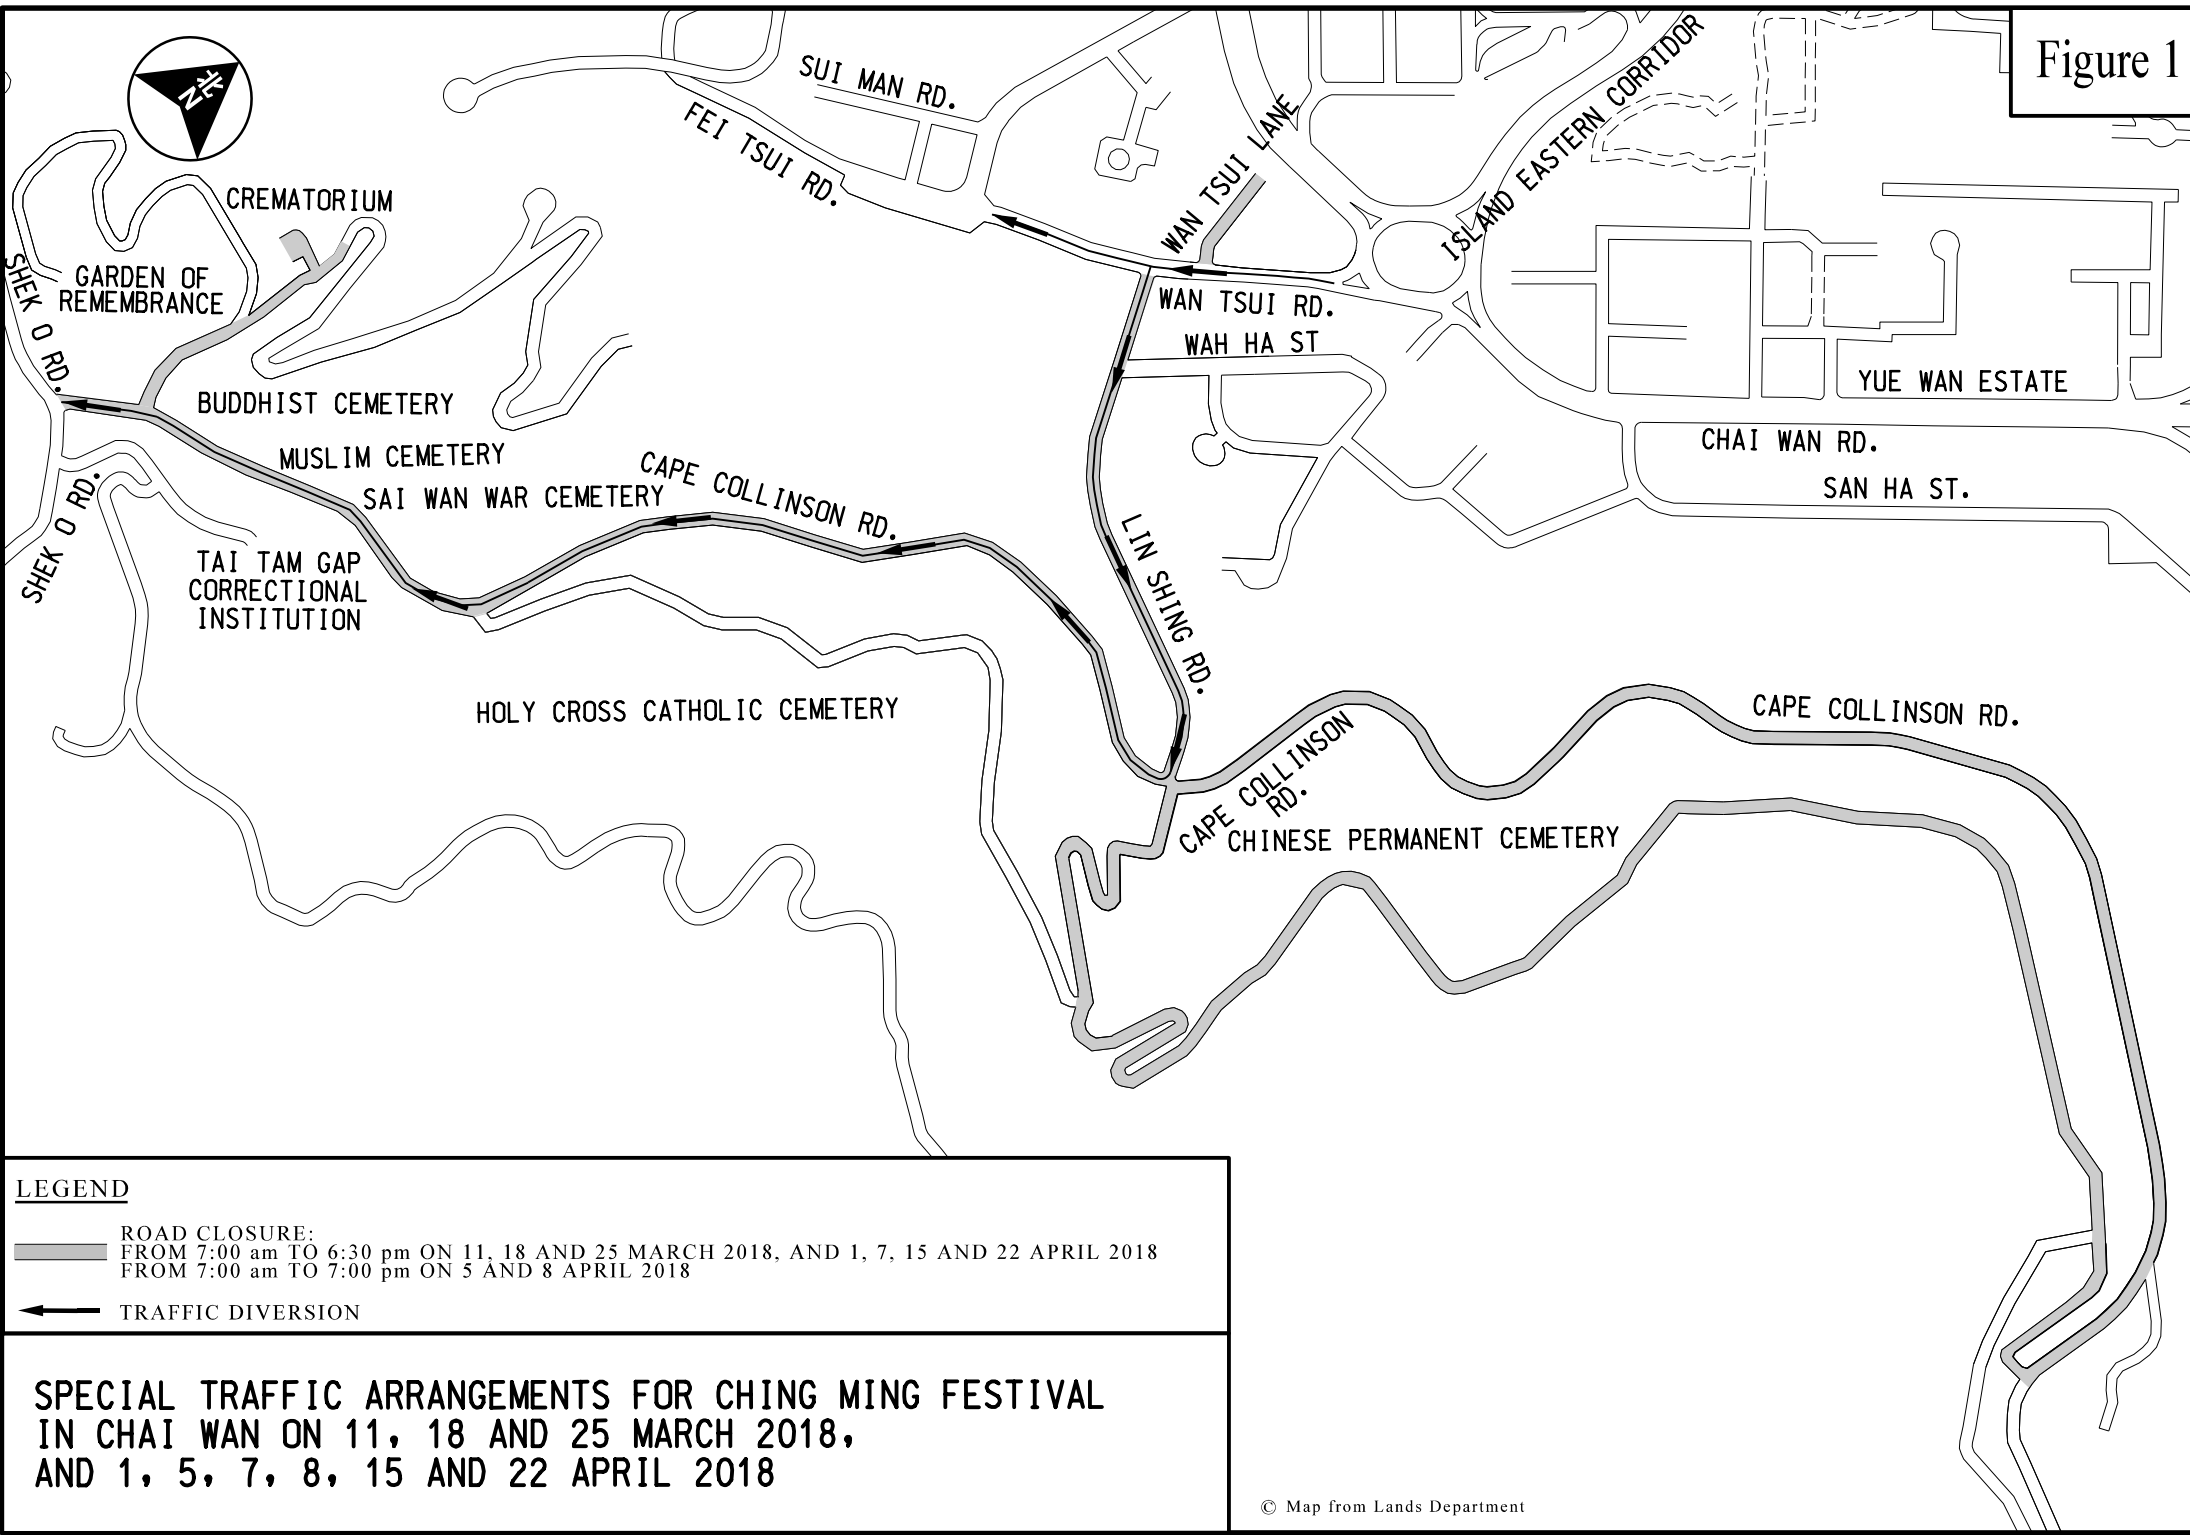 Figure 1
北
N
SUI MAN RD.
FEI TSUI RD.
WAN TSUI LANE
ISLAND EASTERN CORRIDOR
CREMATORIUM
GARDEN OF
REMEMBRANCE
SHEK O RD.
WAN TSUI RD.
WAH HA ST
YUE WAN ESTATE
BUDDHIST CEMETERY
CHAI WAN RD.
MUSLIM CEMETERY
SAI WAN WAR CEMETERY
CAPE COLLINSON RD.
SAN HA ST.
SHEK O RD.
TAI TAM GAP
CORRECTIONAL
INSTITUTION
LIN SHING RD.
HOLY CROSS CATHOLIC CEMETERY
CAPE COLLINSON RD.
CAPE COLLINSON
RD.
CHINESE PERMANENT CEMETERY
LEGEND
ROAD CLOSURE:
FROM 7:00 am TO 6:30 pm ON 11, 18 AND 25 MARCH 2018, AND 1, 7, 15 AND 22 APRIL 2018
FROM 7:00 am TO 7:00 pm ON 5 AND 8 APRIL 2018
TRAFFIC DIVERSION
SPECIAL TRAFFIC ARRANGEMENTS FOR CHING MING FESTIVAL
IN CHAI WAN ON 11, 18 AND 25 MARCH 2018,
AND 1, 5, 7, 8, 15 AND 22 APRIL 2018
© Map from Lands Department